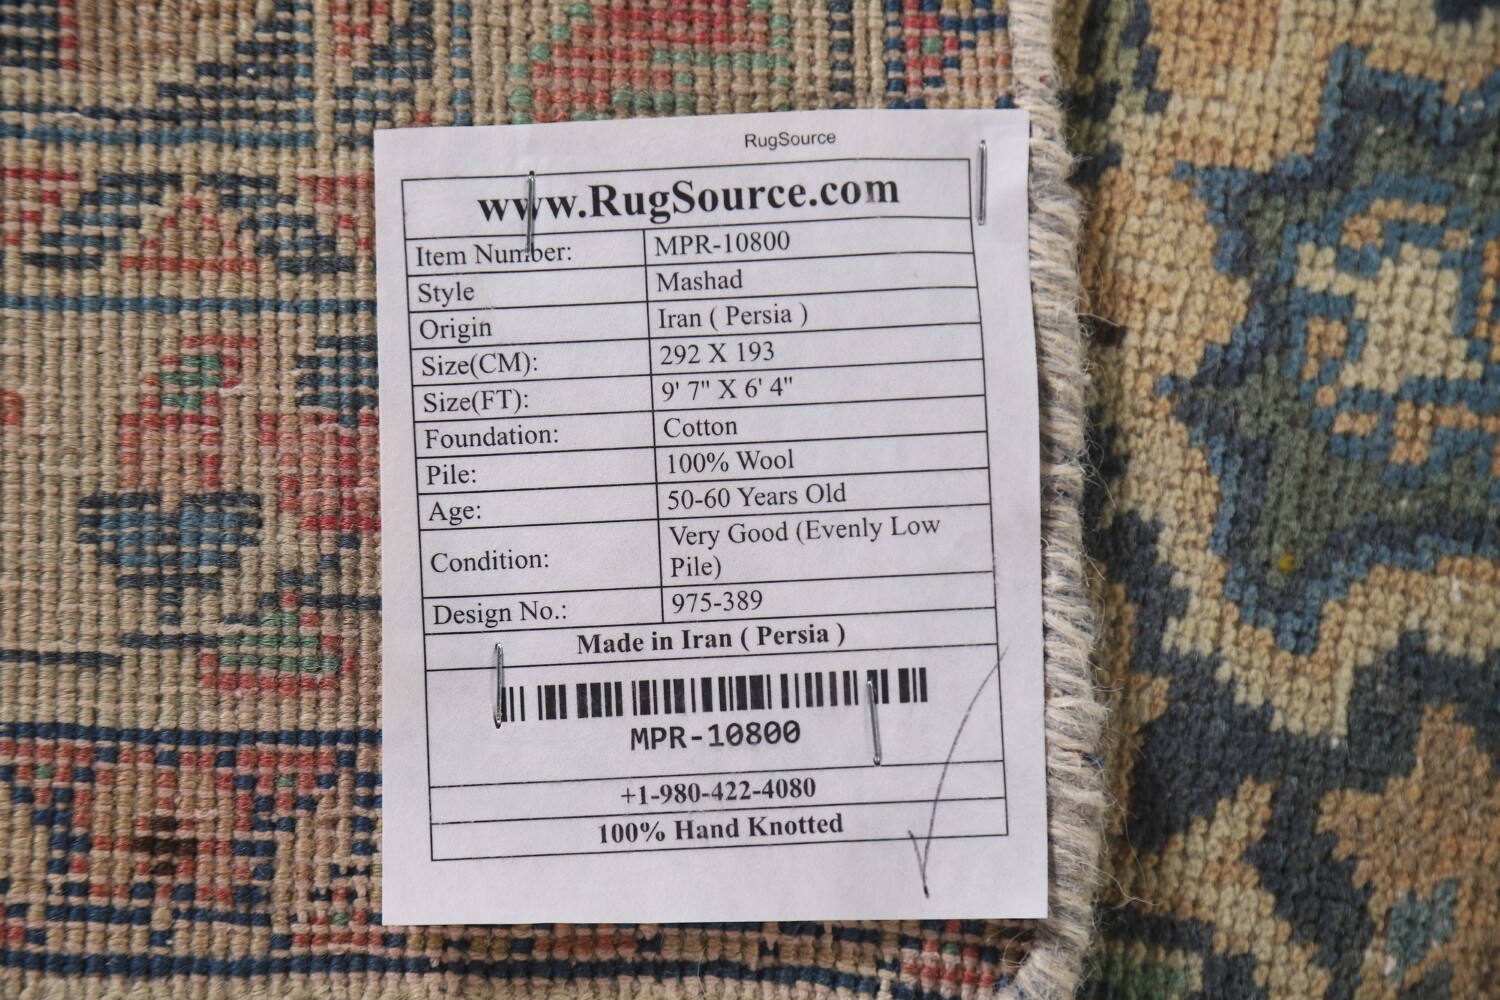 RugSource
www.RugSource.com
Item Number: MPR-10800
Style Mashad
Origin Iran ( Persia )
Size(CM): 292 X 193
Size(FT): 9' 7" X 6' 4"
Foundation: Cotton
Pile: 100% Wool
Age: 50-60 Years Old
Condition: Very Good (Evenly Low
Pile)
Design No.: 975-389
Made in Iran ( Persia )
MPR-10800
+1-980-422-4080
100% Hand Knotted